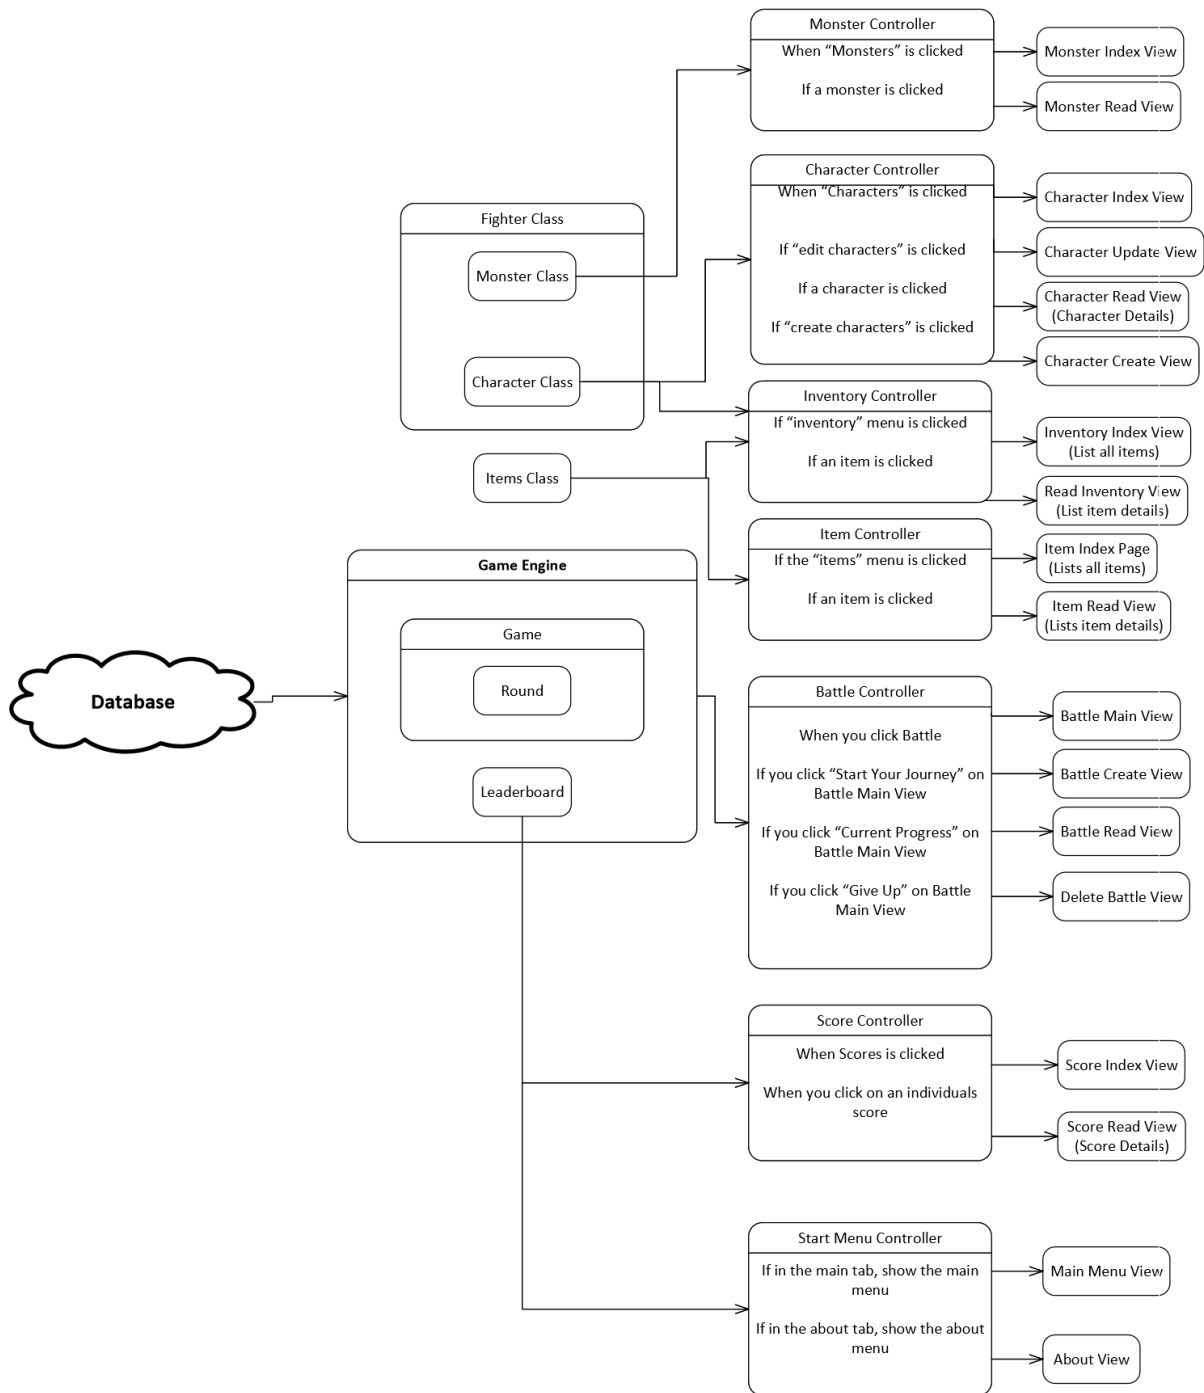 Monster Controller
When “Monsters” is clicked
If a monster is clicked
Monster Index View
Monster Read View
Character Controller
When “Characters” is clicked
If “edit characters” is clicked
If a character is clicked
If “create characters” is clicked
Character Index View
Character Update View
Character Read View
(Character Details)
Character Create View
Fighter Class
Monster Class
Character Class
Items Class
Inventory Controller
If “inventory” menu is clicked
If an item is clicked
Inventory Index View
(List all items)
Read Inventory View
(List item details)
Item Controller
If the “items” menu is clicked
If an item is clicked
Item Index Page
(Lists all items)
Item Read View
(Lists item details)
Database
Game Engine
Game
Round
Leaderboard
Battle Controller
When you click Battle
If you click “Start Your Journey” on
Battle Main View
If you click “Current Progress” on
Battle Main View
If you click “Give Up” on Battle
Main View
Battle Main View
Battle Create View
Battle Read View
Delete Battle View
Score Controller
When Scores is clicked
When you click on an individuals
score
Score Index View
Score Read View
(Score Details)
Start Menu Controller
If in the main tab, show the main
menu
If in the about tab, show the about
menu
Main Menu View
About View